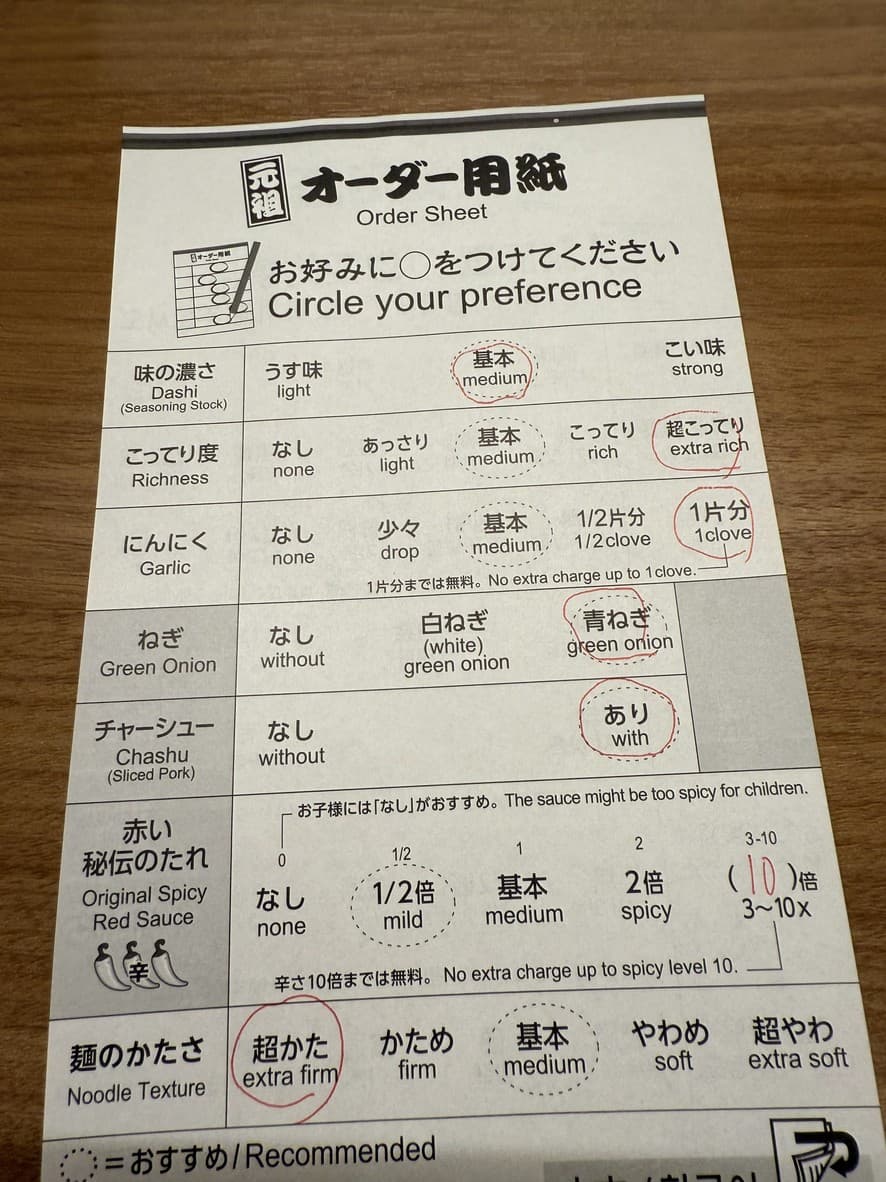 元祖 オーダー用紙
Order Sheet
オーダー用紙
お好みに○をつけてください
Circle your preference
味の濃さ
Dashi
(Seasoning Stock)
うす味
light
基本
medium
こい味
strong
こってり度
Richness
なし
none
あっさり
light
基本
medium
こってり
rich
超こってり
extra rich
にんにく
Garlic
なし
none
少々
drop
基本
medium
1/2片分
1/2clove
1片分
1clove
1片分までは無料。No extra charge up to 1clove.
ねぎ
Green Onion
なし
without
白ねぎ
(white)
green onion
青ねぎ
green onion
チャーシュー
Chashu
(Sliced Pork)
なし
without
あり
with
赤い
秘伝のたれ
Original Spicy
Red Sauce
辛
お子様には「なし」がおすすめ。The sauce might be too spicy for children.
0
なし
none
1/2
1/2倍
mild
1
基本
medium
2
2倍
spicy
3-10
(10)倍
3〜10x
辛さ10倍までは無料。No extra charge up to spicy level 10.
麺のかたさ
Noodle Texture
超かた
extra firm
かため
firm
基本
medium
やわめ
soft
超やわ
extra soft
=おすすめ/Recommended